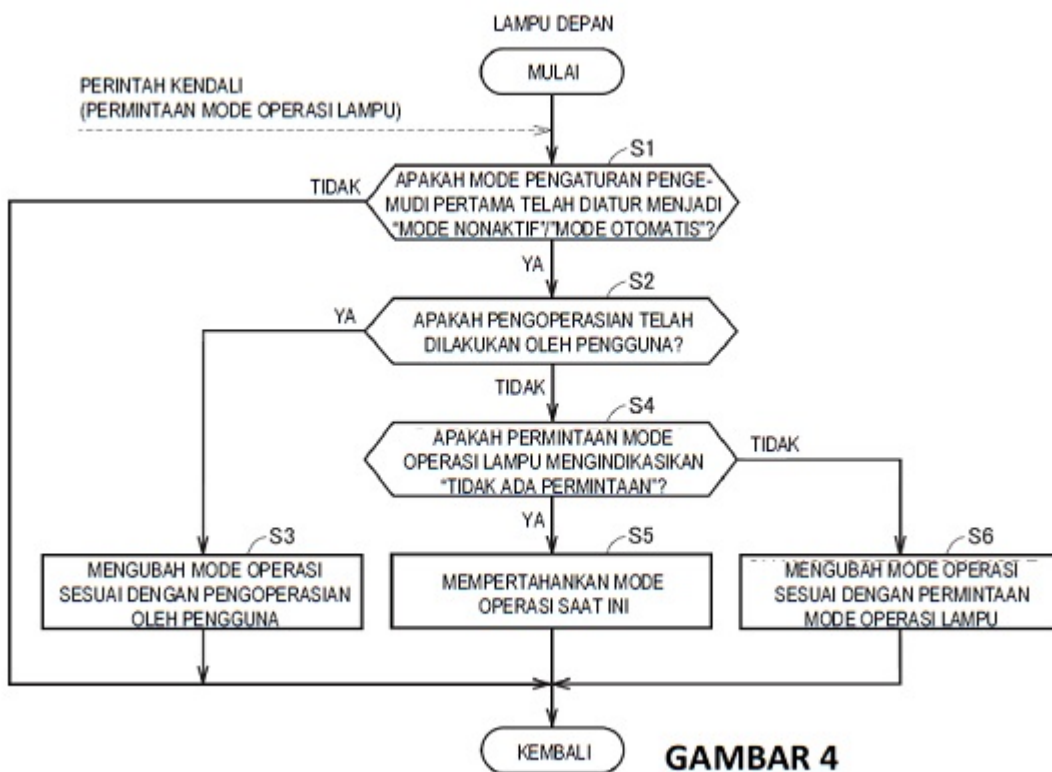 LAMPU DEPAN
MULAI
PERINTAH KENDALI
(PERMINTAAN MODE OPERASI LAMPU)
S1
TIDAK
APAKAH MODE PENGATURAN PENGE-
MUDI PERTAMA TELAH DIATUR MENJADI
“MODE NONAKTIF”/”MODE OTOMATIS”?
YA
S2
YA
APAKAH PENGOPERASIAN TELAH
DILAKUKAN OLEH PENGGUNA?
TIDAK
S4
APAKAH PERMINTAAN MODE
OPERASI LAMPU MENGINDIKASIKAN
“TIDAK ADA PERMINTAAN”?
TIDAK
YA
S3
MENGUBAH MODE OPERASI
SESUAI DENGAN PENGOPERASIAN
OLEH PENGGUNA
S5
MEMPERTAHANKAN MODE
OPERASI SAAT INI
S6
MENGUBAH MODE OPERASI
SESUAI DENGAN PERMINTAAN
MODE OPERASI LAMPU
KEMBALI
GAMBAR 4